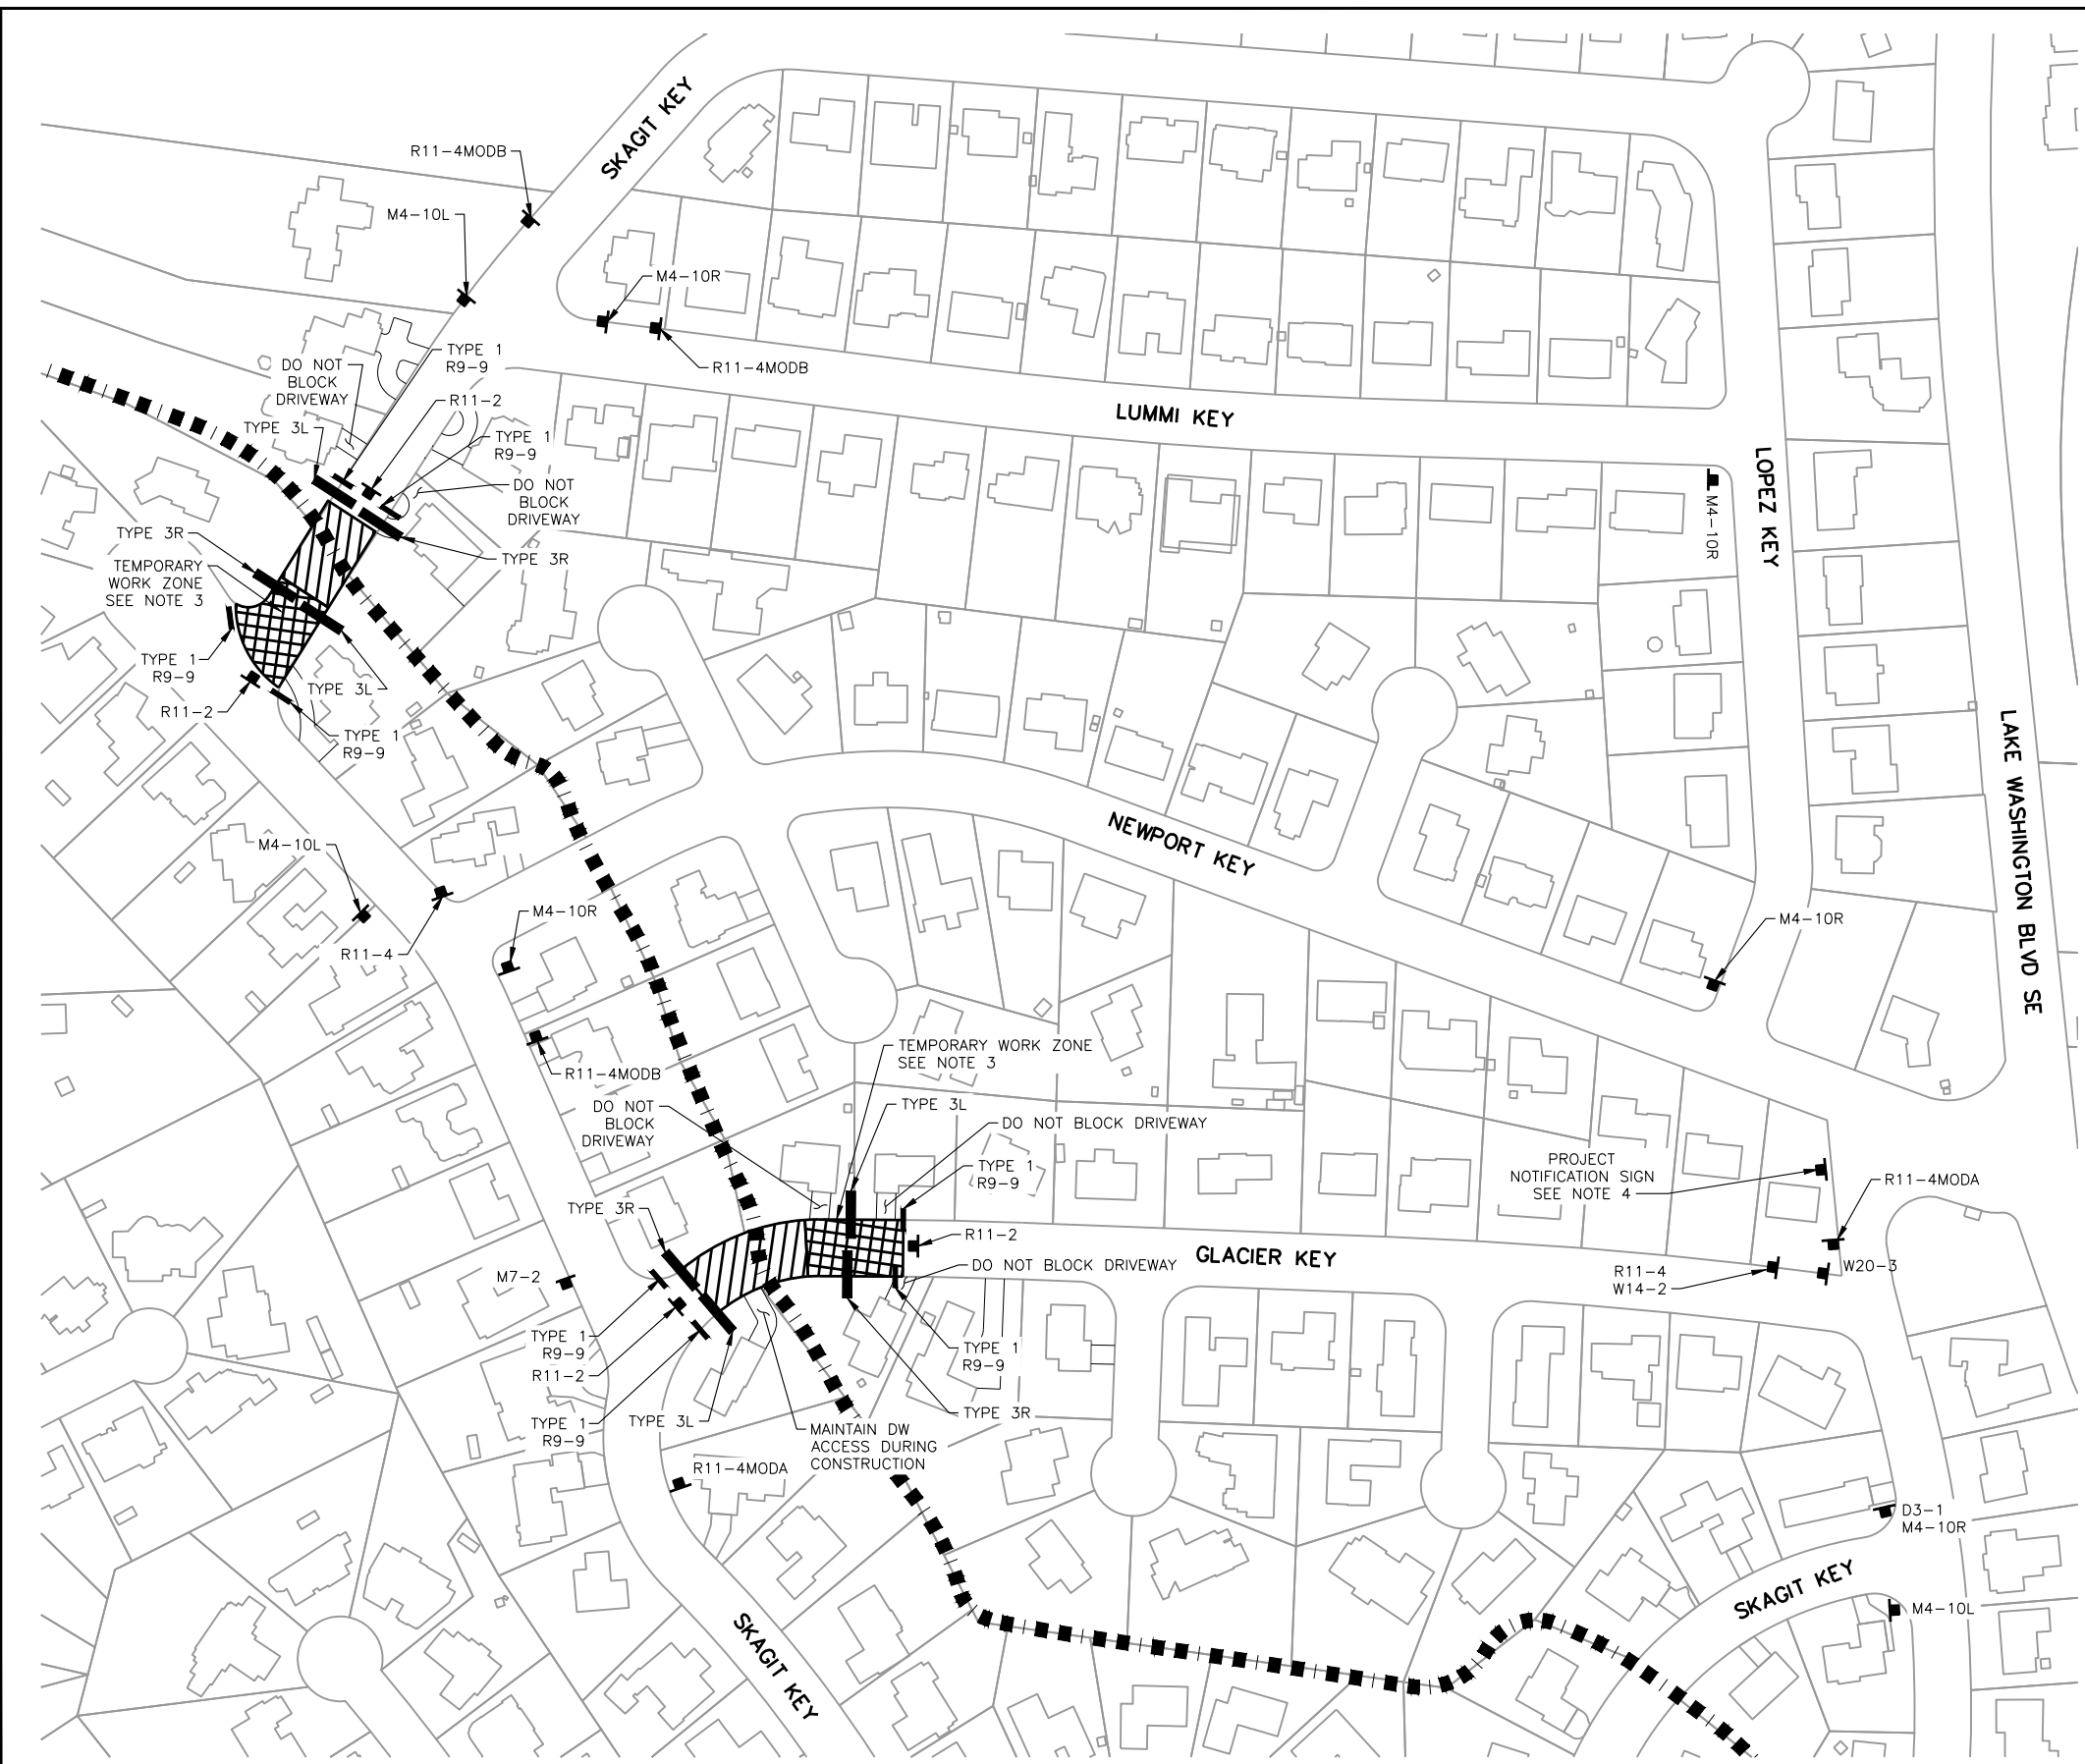 SKAGIT KEY
R11-4MODB
M4-10L
M4-10R
R11-4MODB
TYPE 1
R9-9
DO NOT
BLOCK
DRIVEWAY
R11-2
TYPE 3L
TYPE 1
R9-9
DO NOT
BLOCK
DRIVEWAY
LUMMI KEY
LOPEZ KEY
M4-10R
TYPE 3R
TYPE 3R
TEMPORARY
WORK ZONE
SEE NOTE 3
TYPE 1
R9-9
TYPE 3L
R11-2
TYPE 1
R9-9
LAKE WASHINGTON BLVD SE
NEWPORT KEY
M4-10L
M4-10R
M4-10R
R11-4
TEMPORARY WORK ZONE
SEE NOTE 3
R11-4MODB
DO NOT
BLOCK
DRIVEWAY
TYPE 3L
DO NOT BLOCK DRIVEWAY
TYPE 1
R9-9
PROJECT
NOTIFICATION SIGN
SEE NOTE 4
R11-4MODA
TYPE 3R
R11-2
GLACIER KEY
DO NOT BLOCK DRIVEWAY
W20-3
R11-4
W14-2
M7-2
TYPE 1
R9-9
R11-2
TYPE 1
R9-9
TYPE 1
R9-9
TYPE 3L
TYPE 3R
MAINTAIN DW
ACCESS DURING
CONSTRUCTION
R11-4MODA
D3-1
M4-10R
SKAGIT KEY
M4-10L
SKAGIT KEY